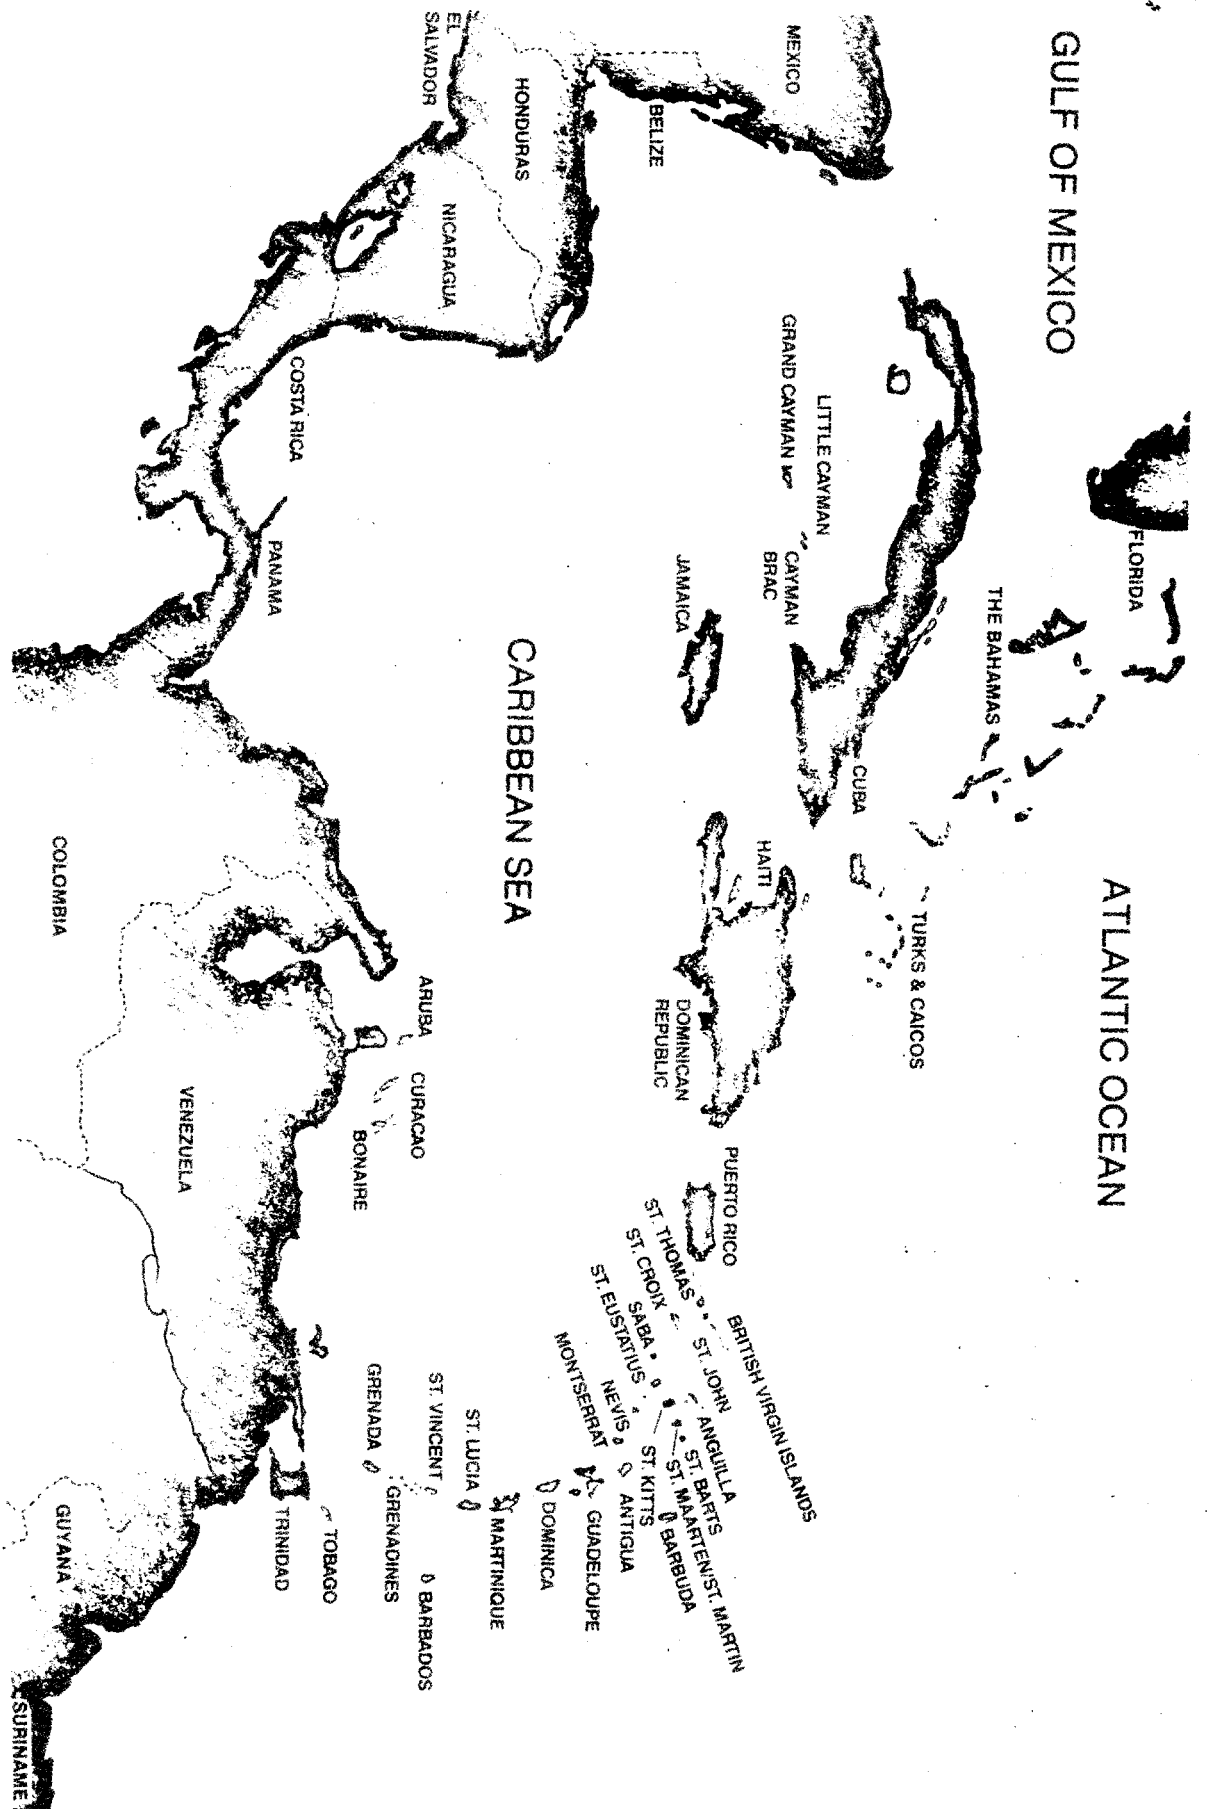 GULF OF MEXICO
ATLANTIC OCEAN
FLORIDA
THE BAHAMAS
TURKS & CAICOS
MEXICO
CUBA
LITTLE CAYMAN
GRAND CAYMAN
CAYMAN
BRAC
HAITI
JAMAICA
DOMINICAN
REPUBLIC
PUERTO RICO
BRITISH VIRGIN ISLANDS
ST. THOMAS
ST. JOHN
ST. CROIX
ANGUILLA
SABA
ST. BARTS
ST. EUSTATIUS
ST. MAARTEN/ST. MARTIN
BARBUDA
ST. KITTS
NEVIS
ANTIGUA
MONTSERRAT
GUADELOUPE
BELIZE
HONDURAS
CARIBBEAN SEA
DOMINICA
MARTINIQUE
ST. LUCIA
EL
SALVADOR
NICARAGUA
ST. VINCENT
BARBADOS
ARUBA
CURACAO
BONAIRE
GRENADINES
GRENADA
TOBAGO
TRINIDAD
COSTA RICA
PANAMA
VENEZUELA
COLOMBIA
GUYANA
SURINAME